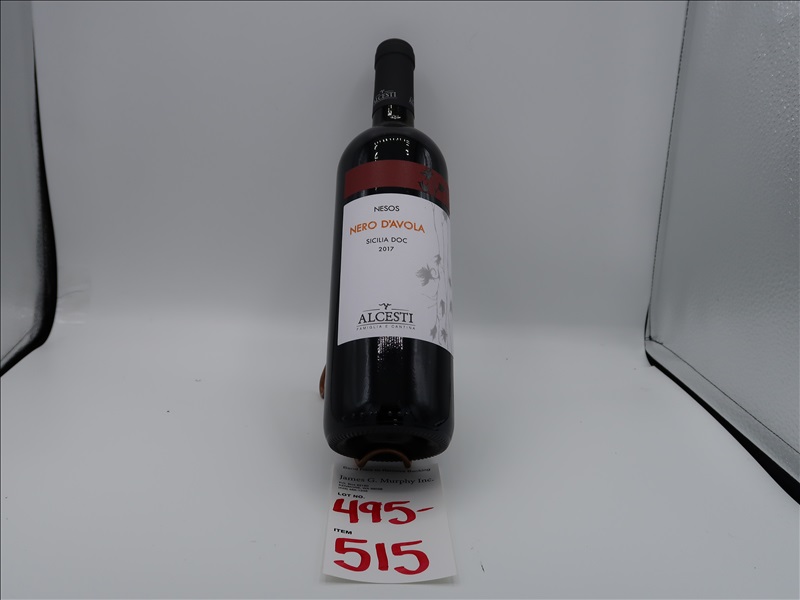 ALCESTI
NESOS
NERO D'AVOLA
SICILIA DOC
2017
ALCESTI
FAMIGLIA E CANTINA
James G. Murphy Inc.
LOT NO.
495-
ITEM
515